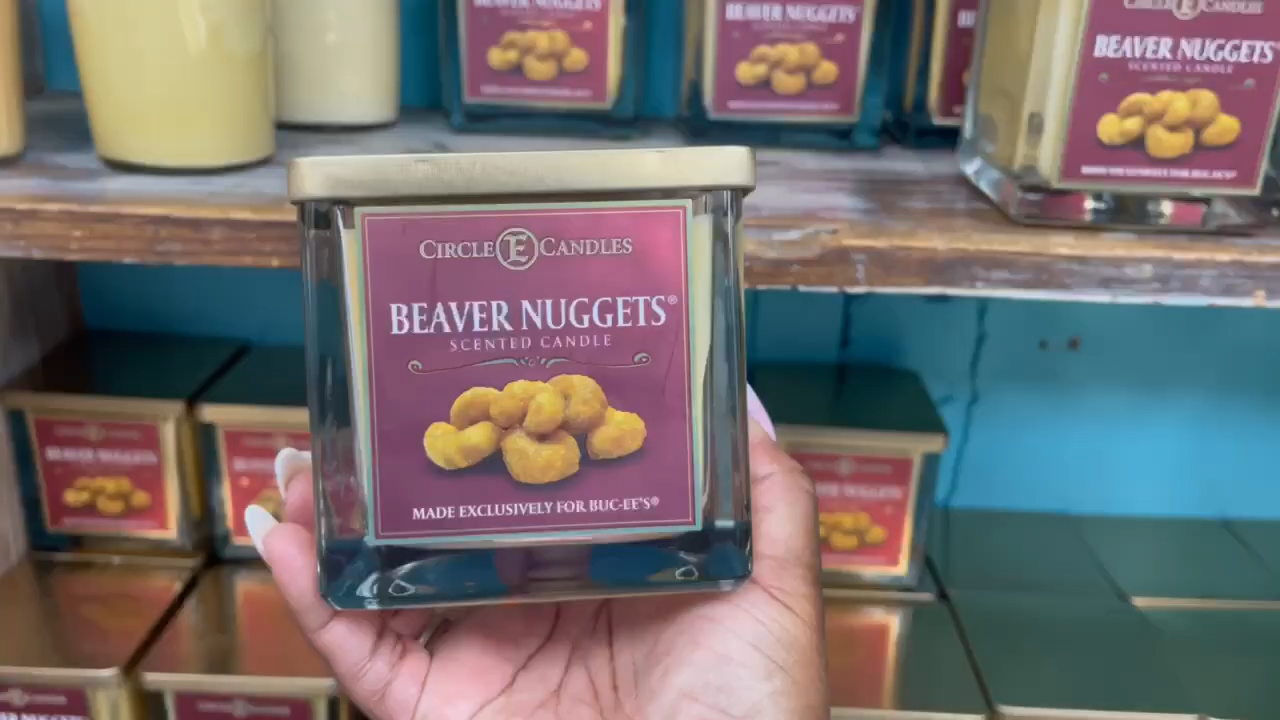 BEAVER NUGGETS
BEAVER NUGGETS
CIRCLE E CANDLES
BEAVER NUGGETS
SCENTED CANDLE
CIRCLE E CANDLES
BEAVER NUGGETS®
SCENTED CANDLE
MADE EXCLUSIVELY FOR BUC-EE'S®
BEAVER NUGGETS